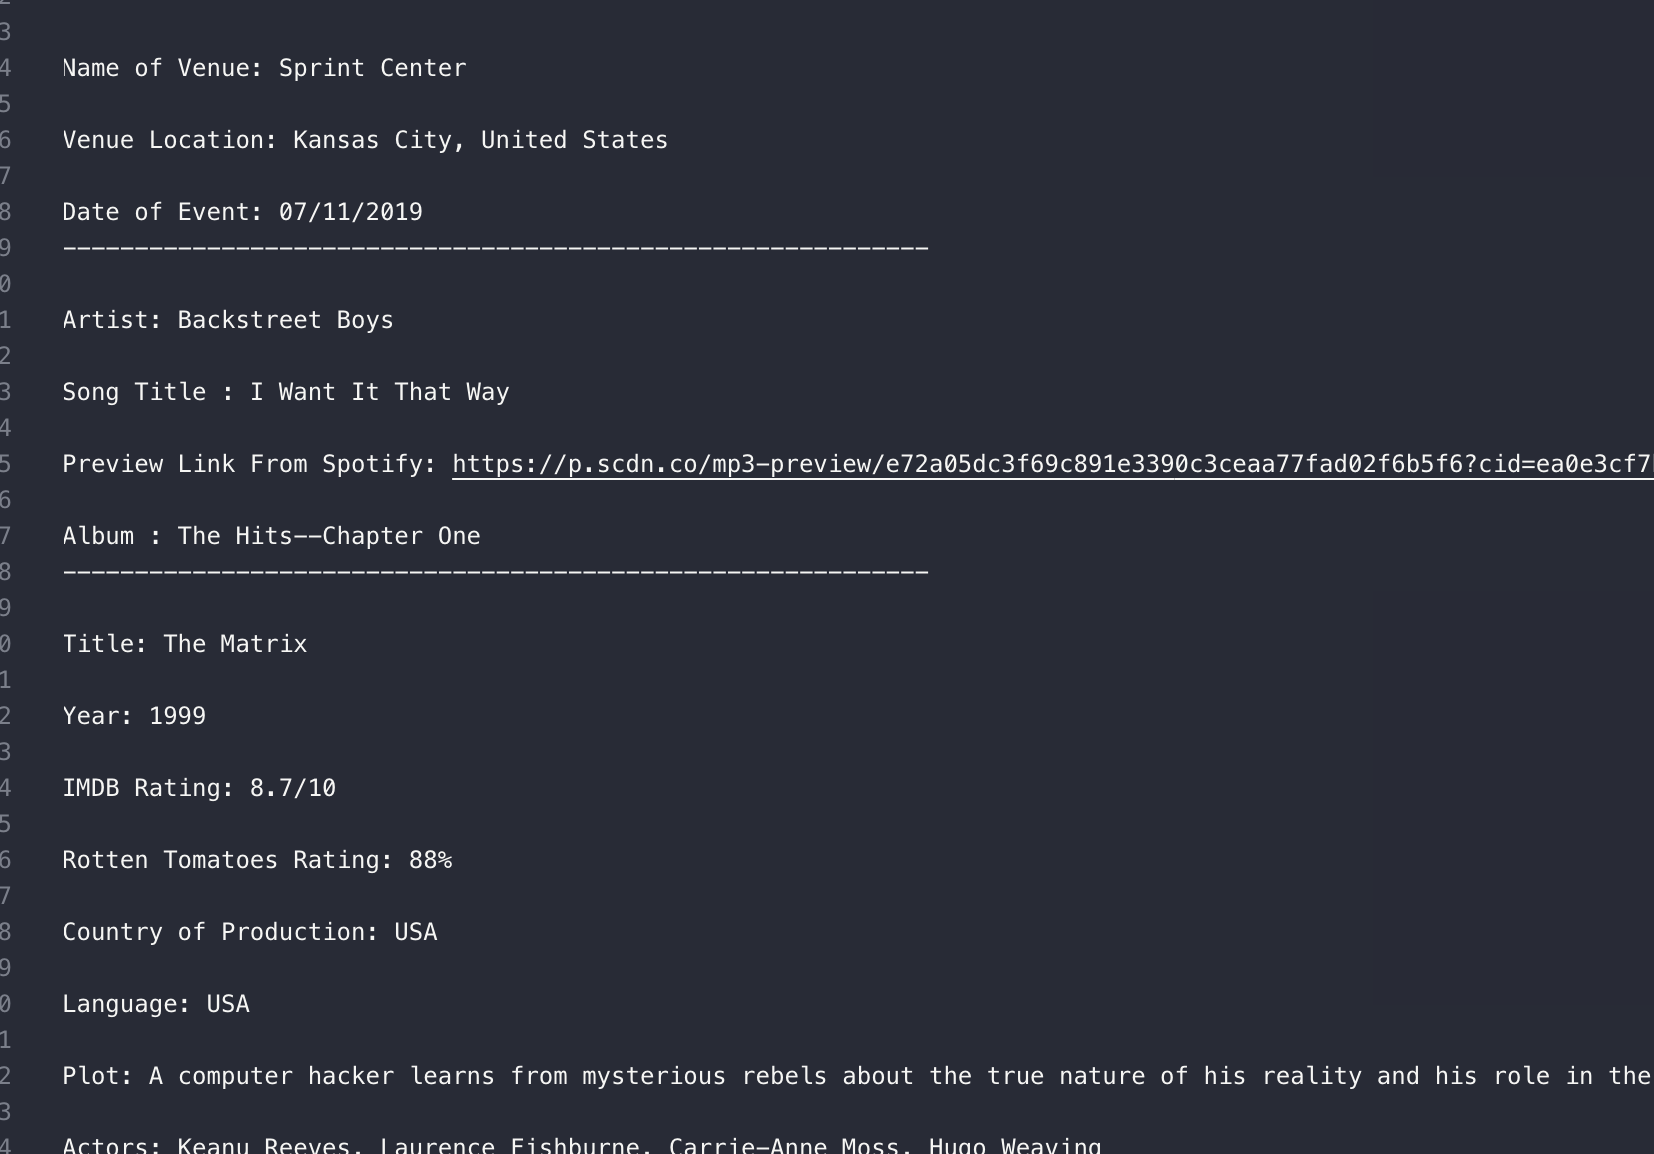 3
4 Name of Venue: Sprint Center
5
6 Venue Location: Kansas City, United States
7
8 Date of Event: 07/11/2019
9 ------------------------------------------------------------
0
1 Artist: Backstreet Boys
2
3 Song Title : I Want It That Way
4
5 Preview Link From Spotify: https://p.scdn.co/mp3-preview/e72a05dc3f69c891e3390c3ceaa77fad02f6b5f6?cid=ea0e3cf7
6
7 Album : The Hits--Chapter One
8 ------------------------------------------------------------
9
0 Title: The Matrix
1
2 Year: 1999
3
4 IMDB Rating: 8.7/10
5
6 Rotten Tomatoes Rating: 88%
7
8 Country of Production: USA
9
0 Language: USA
1
2 Plot: A computer hacker learns from mysterious rebels about the true nature of his reality and his role in the
3
4 Actors: Keanu Reeves, Laurence Fishburne, Carrie-Anne Moss, Hugo Weaving